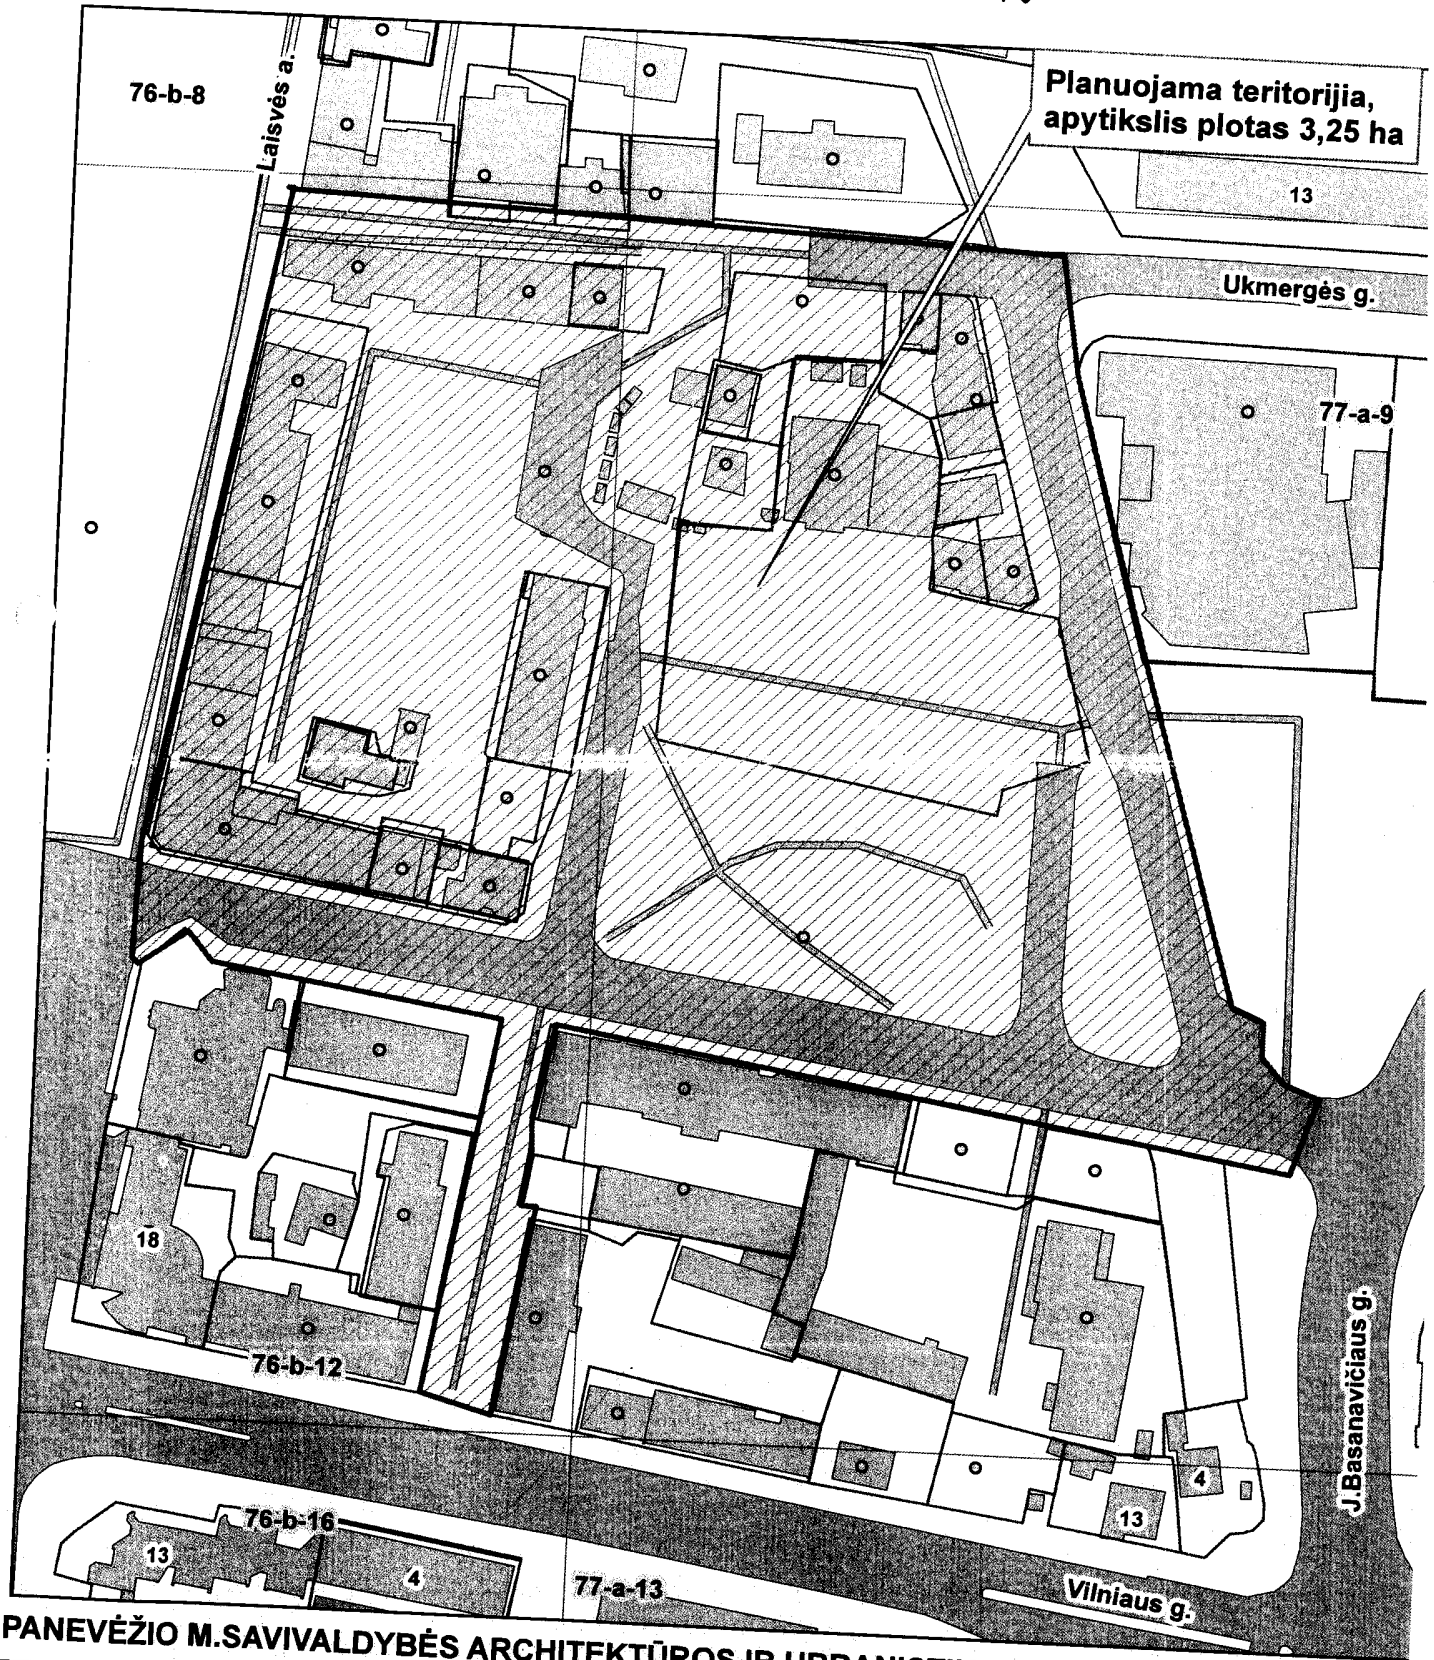 76-b-8
Laisvės a.
Planuojama teritorijia,
apytikslis plotas 3,25 ha
13
Ukmergės g.
77-a-9
18
76-b-12
J.Basanavičiaus g.
4
13
76-b-16
13
4
77-a-13
Vilniaus g.
PANEVĖŽIO M.SAVIVALDYBĖS ARCHITEKTŪROS IR